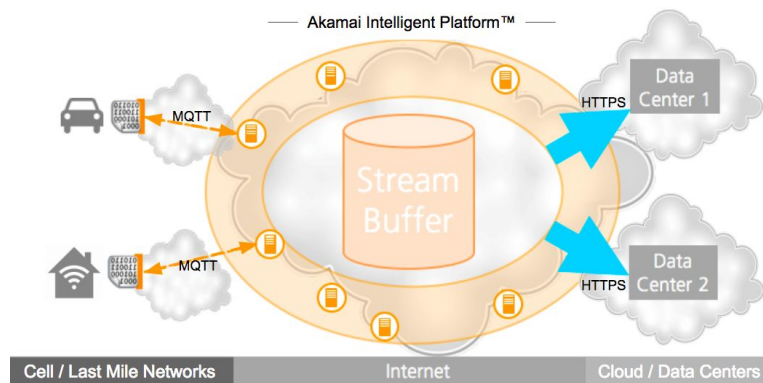 Akamai Intelligent Platform™
MQTT
HTTPS
Data
Center 1
Stream
Buffer
MQTT
HTTPS
Data
Center 2
Cell / Last Mile Networks
Internet
Cloud / Data Centers